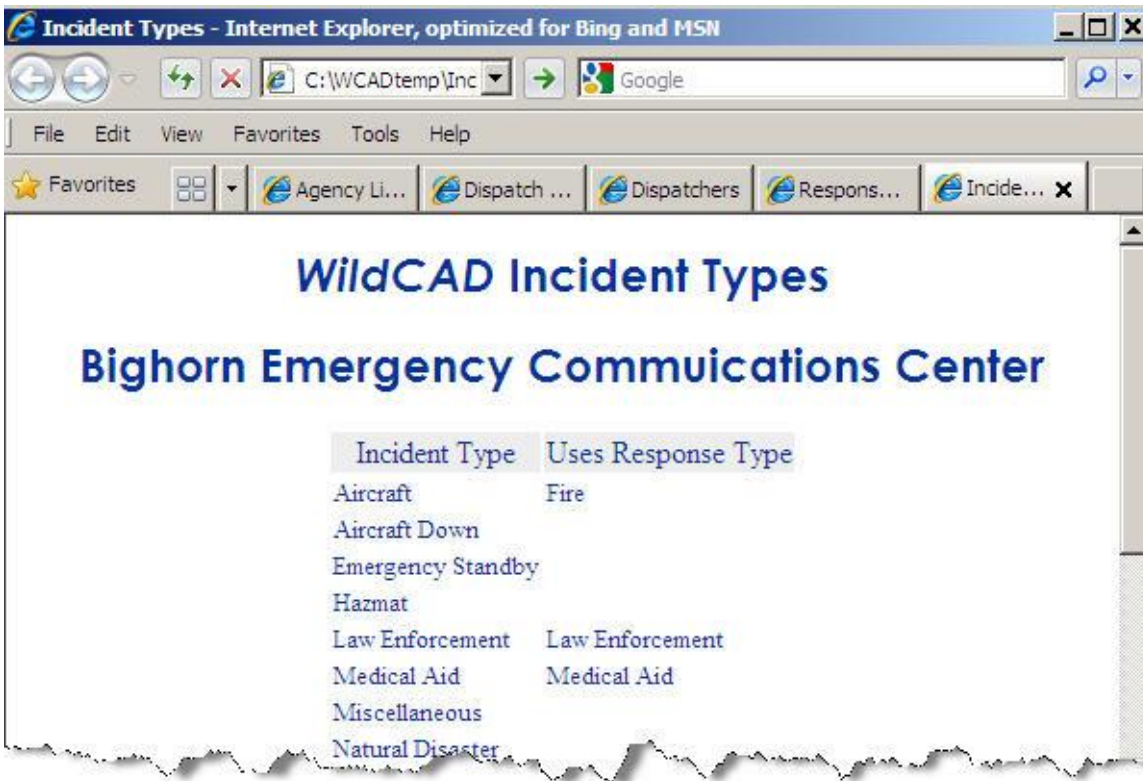 Incident Types - Internet Explorer, optimized for Bing and MSN
C:\WCADtemp\Inc
Google
File Edit View Favorites Tools Help
Favorites Agency Li... Dispatch ... Dispatchers Respons... Incide...
WildCAD Incident Types
Bighorn Emergency Commuications Center
Incident Type Uses Response Type
Aircraft Fire
Aircraft Down
Emergency Standby
Hazmat
Law Enforcement Law Enforcement
Medical Aid Medical Aid
Miscellaneous
Natural Disaster